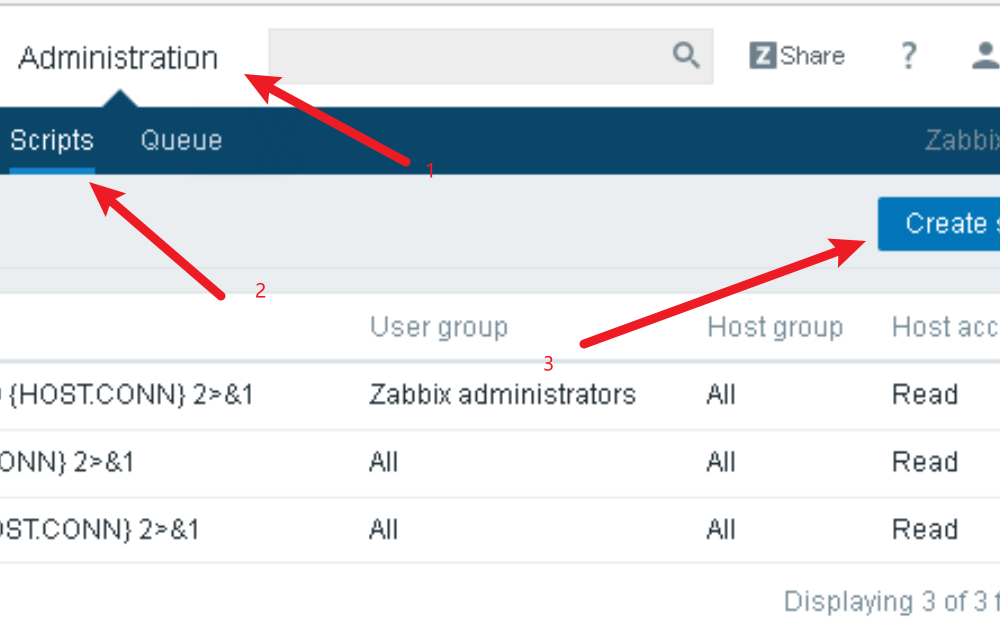 Administration Z Share ?
Scripts Queue Zabbix
1
Create
2
User group Host group Host acc
3
{HOST.CONN} 2>&1 Zabbix administrators All Read
ONN} 2>&1 All All Read
OST.CONN} 2>&1 All All Read
Displaying 3 of 3 f